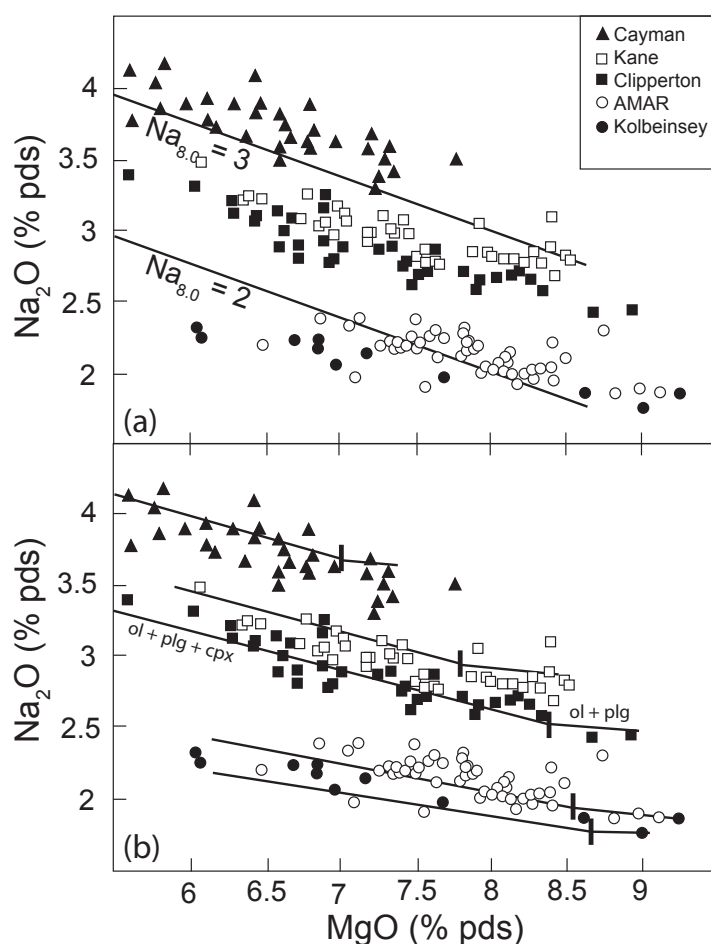 Cayman
Kane
Clipperton
AMAR
Kolbeinsey
4
3.5
3
2.5
2
Na₂O (% pds)
Na₈.₀ = 3
Na₈.₀ = 2
(a)
4
3.5
3
2.5
2
Na₂O (% pds)
ol + plg + cpx
ol + plg
(b)
6 6.5 7 7.5 8 8.5 9
MgO (% pds)